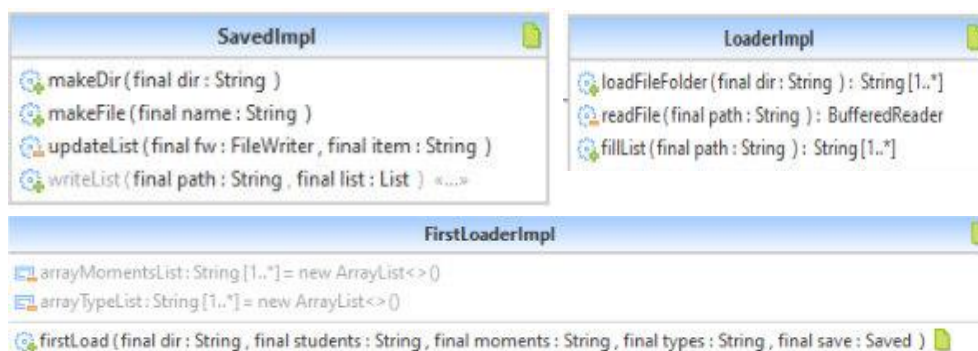 SavedImpl
makeDir ( final dir : String )
makeFile ( final name : String )
updateList ( final fw : FileWriter , final item : String )
writeList ( final path : String , final list : List ) «...»
LoaderImpl
loadFileFolder ( final dir : String ) : String [1..*]
readFile ( final path : String ) : BufferedReader
fillList ( final path : String ) : String [1..*]
FirstLoaderImpl
arrayMomentsList : String [1..*] = new ArrayList<>()
arrayTypeList : String [1..*] = new ArrayList<>()
firstLoad ( final dir : String , final students : String , final moments : String , final types : String , final save : Saved )